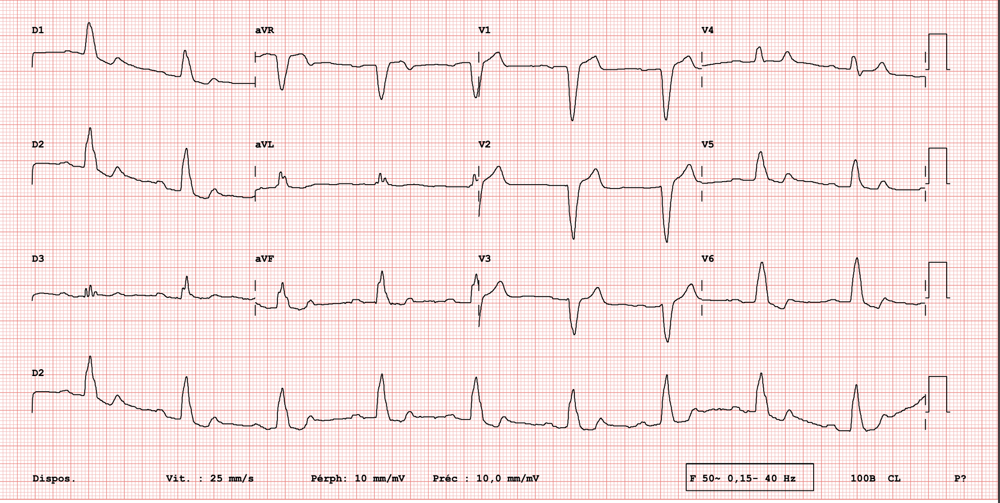 D1 aVR V1 V4
D2 aVL V2 V5
D3 aVF V3 V6
D2
Dispos. Vit. : 25 mm/s Pérph: 10 mm/mV Préc : 10,0 mm/mV F 50~ 0,15- 40 Hz 100B CL P?